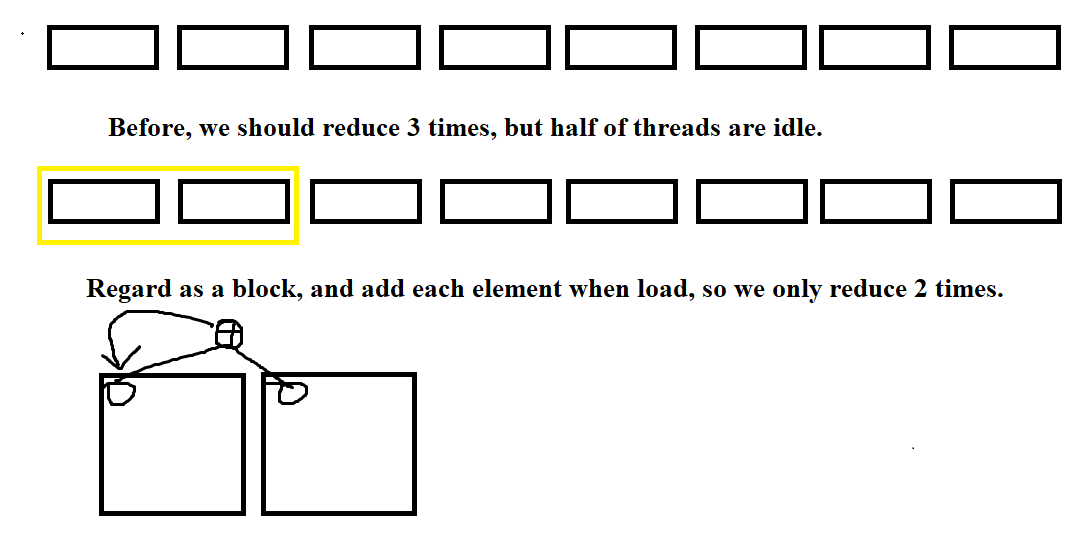 Before, we should reduce 3 times, but half of threads are idle.
Regard as a block, and add each element when load, so we only reduce 2 times.